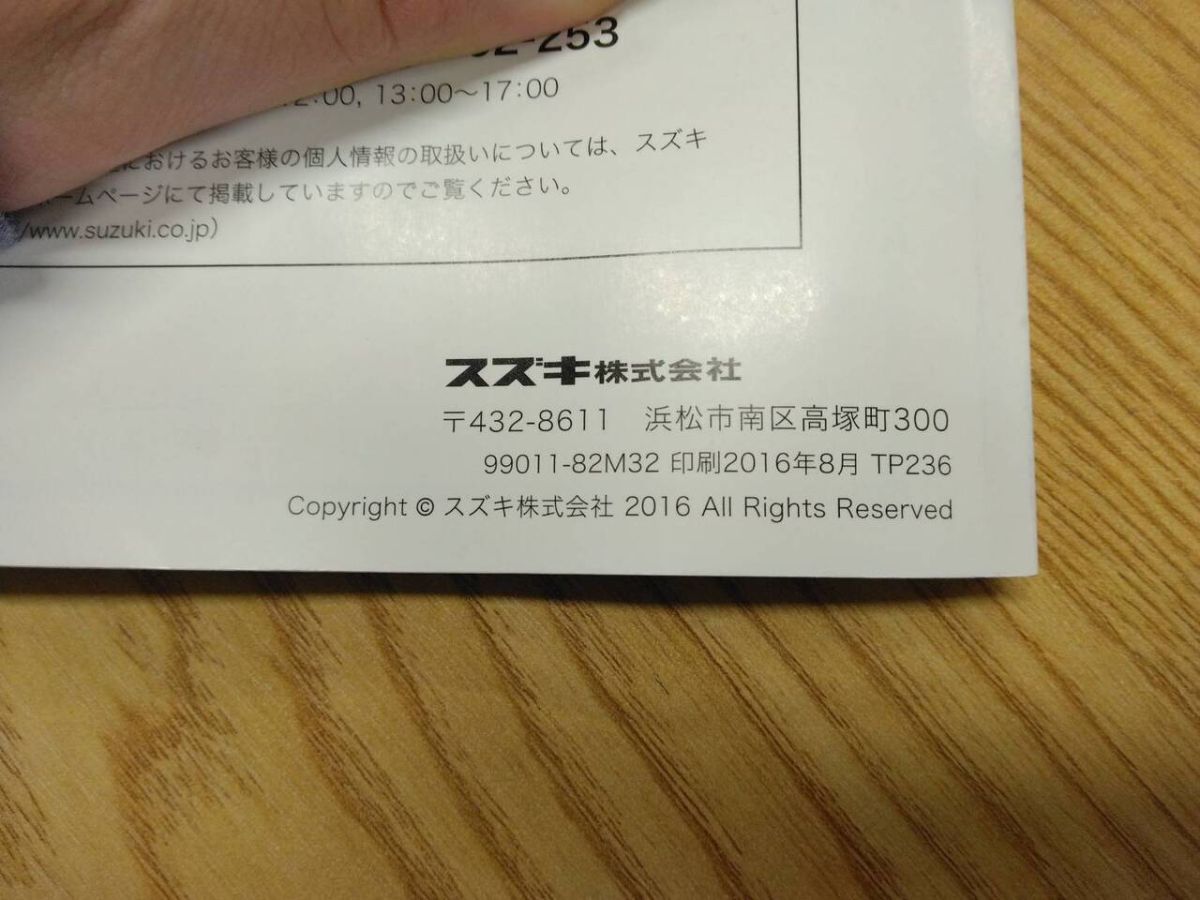 -253
:00, 13:00～17:00
におけるお客様の個人情報の取扱いについては、スズキ
ホームページにて掲載していますのでご覧ください。
/www.suzuki.co.jp）
スズキ株式会社
〒432-8611　浜松市南区高塚町300
99011-82M32 印刷2016年8月 TP236
Copyright © スズキ株式会社 2016 All Rights Reserved